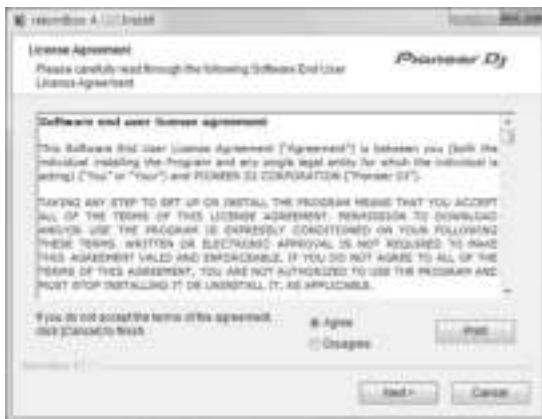 rekordbox 4 Install
License Agreement
Please carefully read through the following Software End User
License Agreement
Pioneer Dj
Software end user license agreement
This Software End User License Agreement ("Agreement") is between you (both the
individual installing the Program and any single legal entity for which the individual is
acting) ("You" or "Your") and PIONEER DJ CORPORATION ("Pioneer DJ").
TAKING ANY STEP TO SET UP OR INSTALL THE PROGRAM MEANS THAT YOU ACCEPT
ALL OF THE TERMS OF THIS LICENSE AGREEMENT. PERMISSION TO DOWNLOAD
AND/OR USE THE PROGRAM IS EXPRESSLY CONDITIONED ON YOUR FOLLOWING
THESE TERMS. WRITTEN OR ELECTRONIC APPROVAL IS NOT REQUIRED TO MAKE
THIS AGREEMENT VALID AND ENFORCEABLE. IF YOU DO NOT AGREE TO ALL OF THE
TERMS OF THIS AGREEMENT, YOU ARE NOT AUTHORIZED TO USE THE PROGRAM AND
MUST STOP INSTALLING IT OR UNINSTALL IT, AS APPLICABLE.
If you do not accept the terms of the agreement,
click [Cancel] to finish.
Agree
Disagree
Print
Next >
Cancel